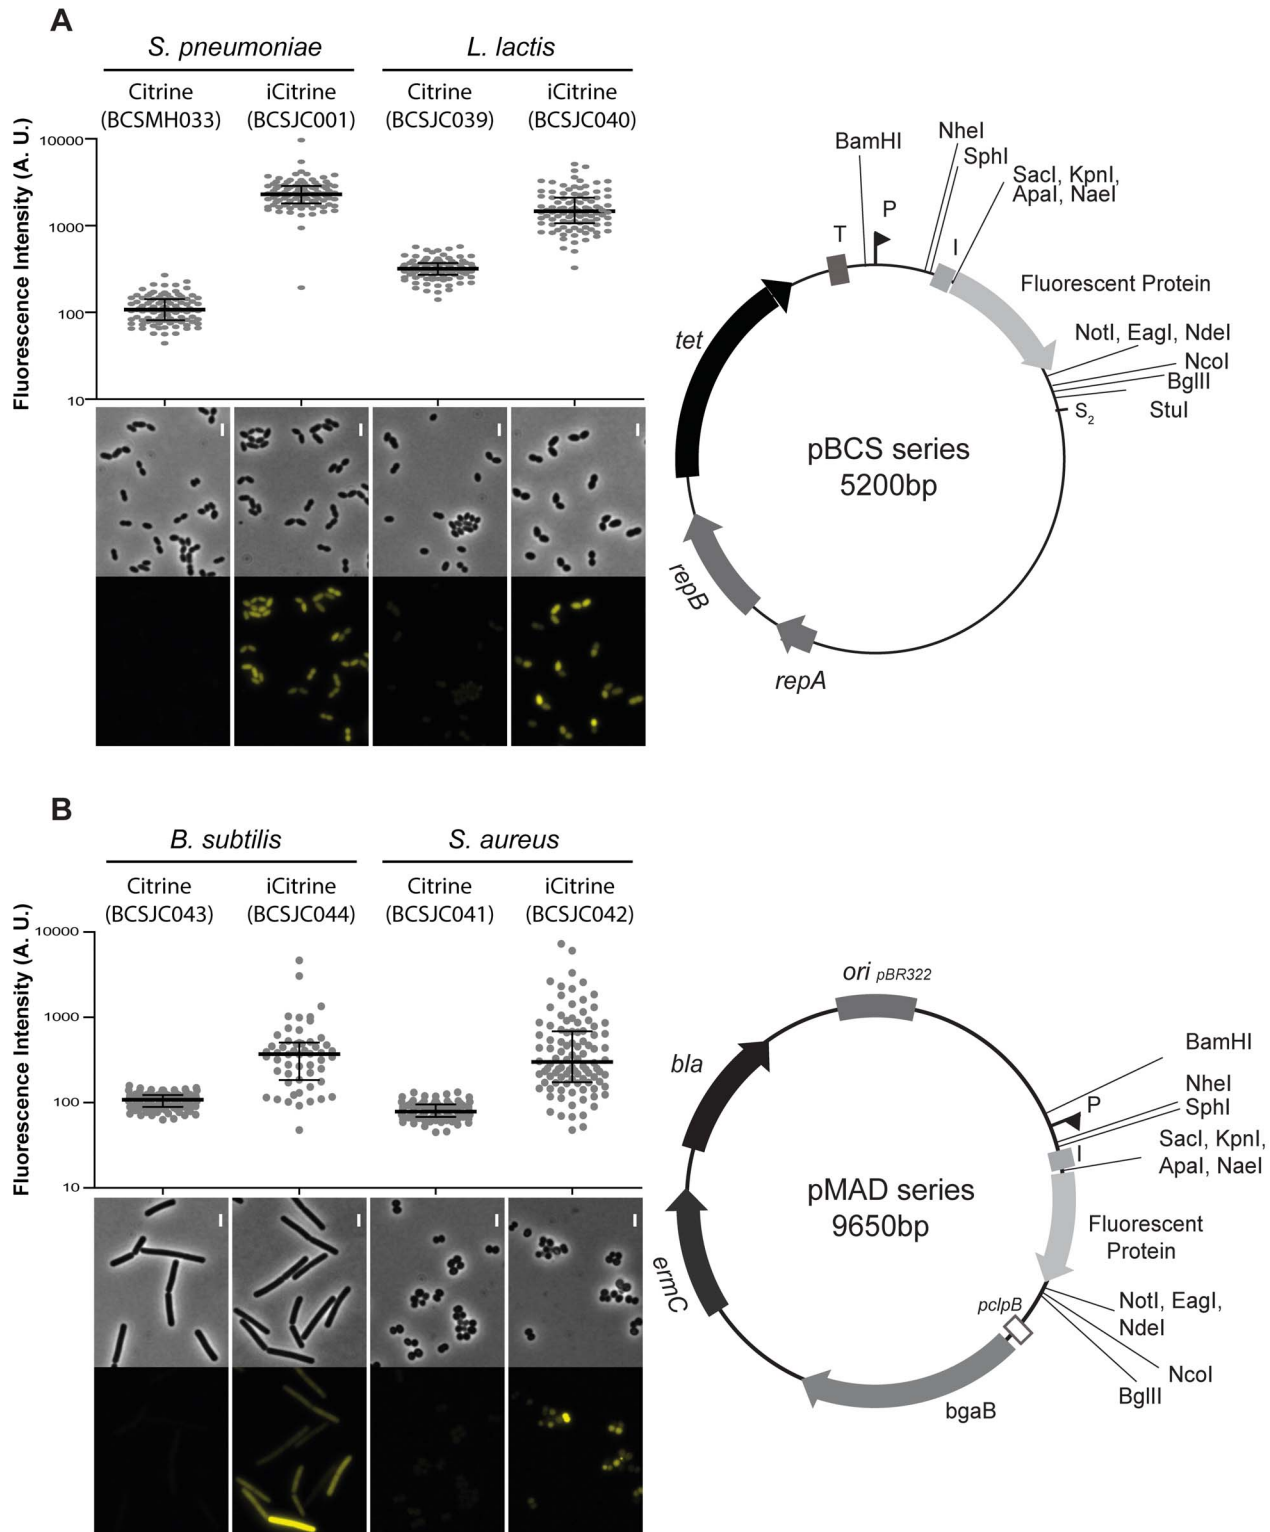 A
S. pneumoniae
L. lactis
Citrine
(BCSMH033)
iCitrine
(BCSJC001)
Citrine
(BCSJC039)
iCitrine
(BCSJC040)
Fluorescence Intensity (A. U.)
10000
1000
100
10
BamHI
NheI
SphI
SacI, KpnI,
ApaI, NaeI
T
P
I
Fluorescent Protein
NotI, EagI, NdeI
NcoI
BglII
StuI
S2
tet
pBCS series
5200bp
repB
repA
B
B. subtilis
S. aureus
Citrine
(BCSJC043)
iCitrine
(BCSJC044)
Citrine
(BCSJC041)
iCitrine
(BCSJC042)
Fluorescence Intensity (A. U.)
10000
1000
100
10
ori pBR322
bla
BamHI
NheI
P
SphI
SacI, KpnI,
ApaI, NaeI
I
pMAD series
9650bp
Fluorescent
Protein
ermC
pclpB
NotI, EagI,
NdeI
NcoI
BglII
bgaB